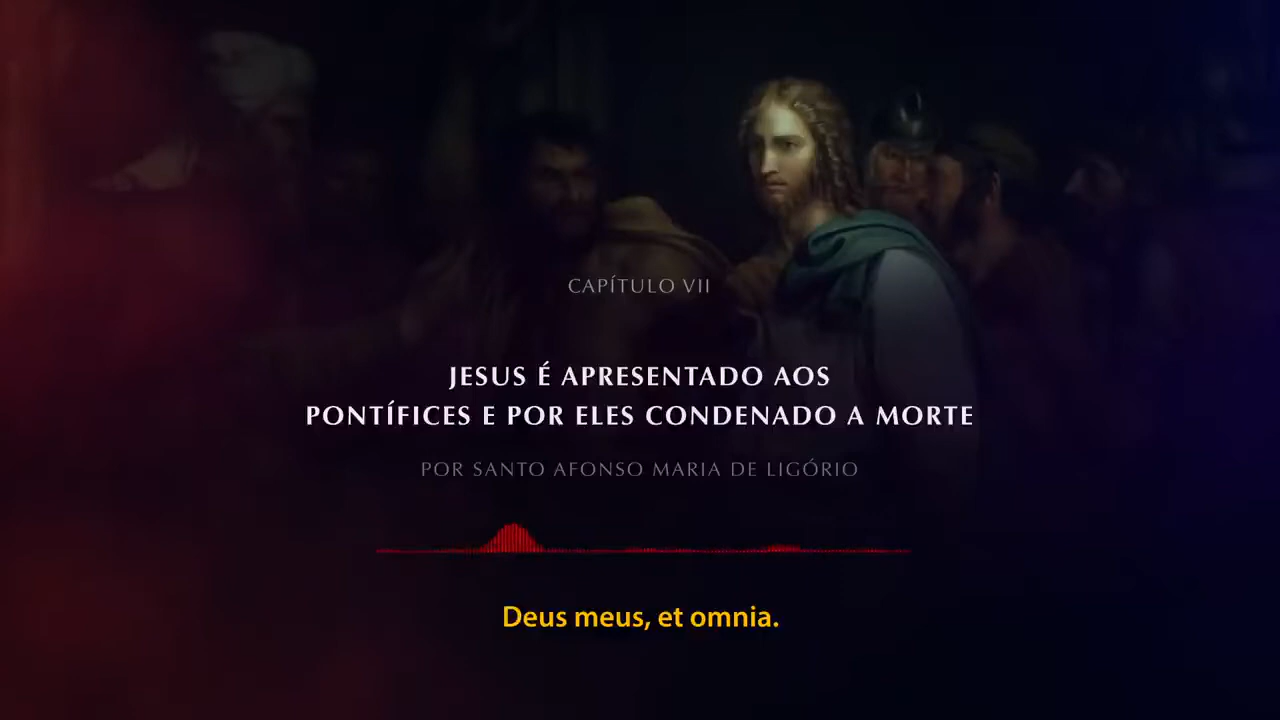 CAPÍTULO VII
JESUS É APRESENTADO AOS
PONTÍFICES E POR ELES CONDENADO A MORTE
POR SANTO AFONSO MARIA DE LIGÓRIO
Deus meus, et omnia.